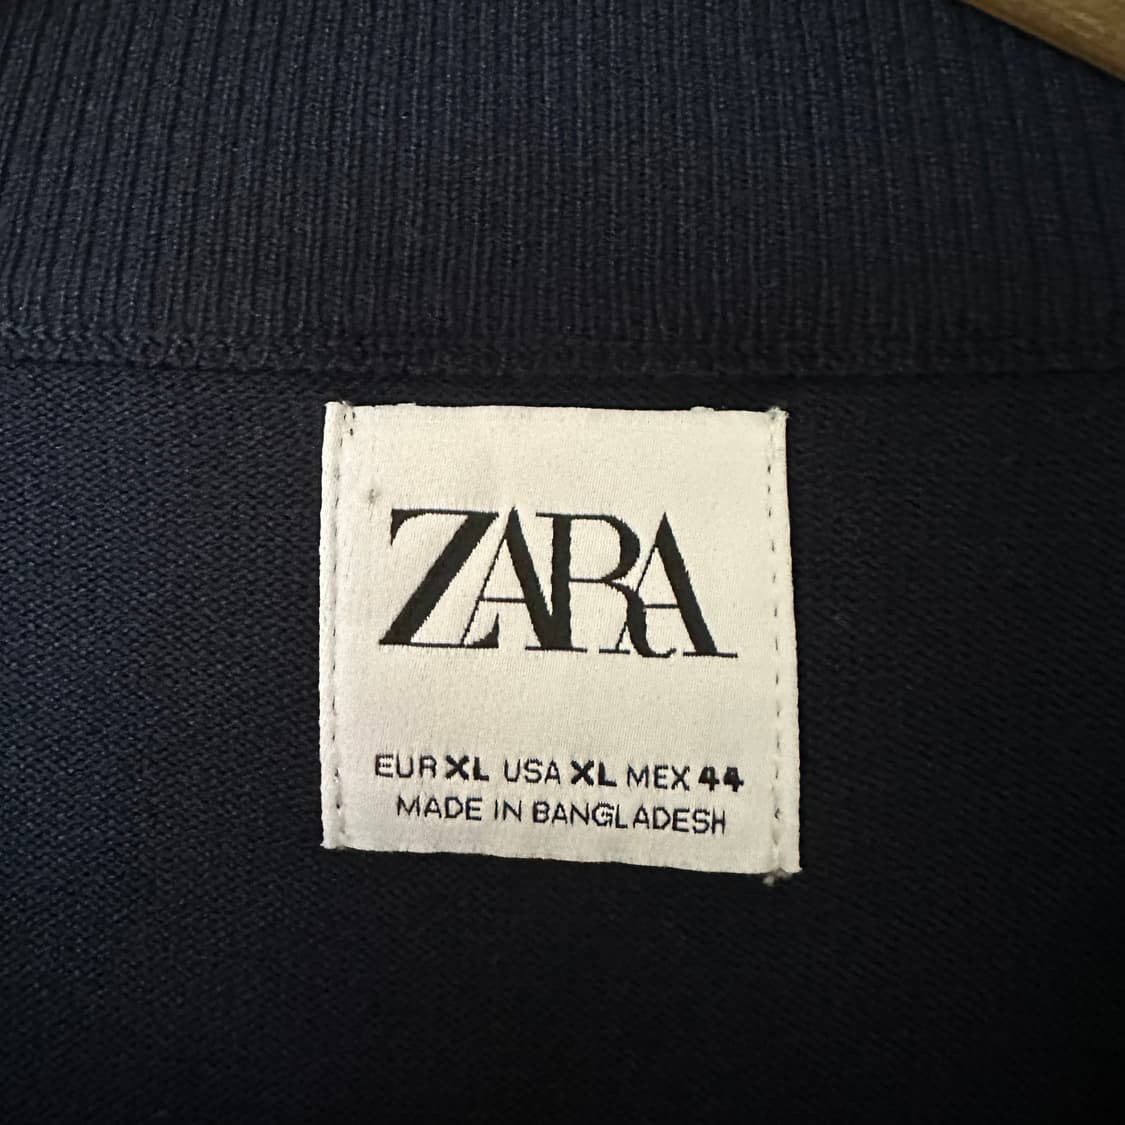 ZARA
EUR XL USA XL MEX 44
MADE IN BANGLADESH